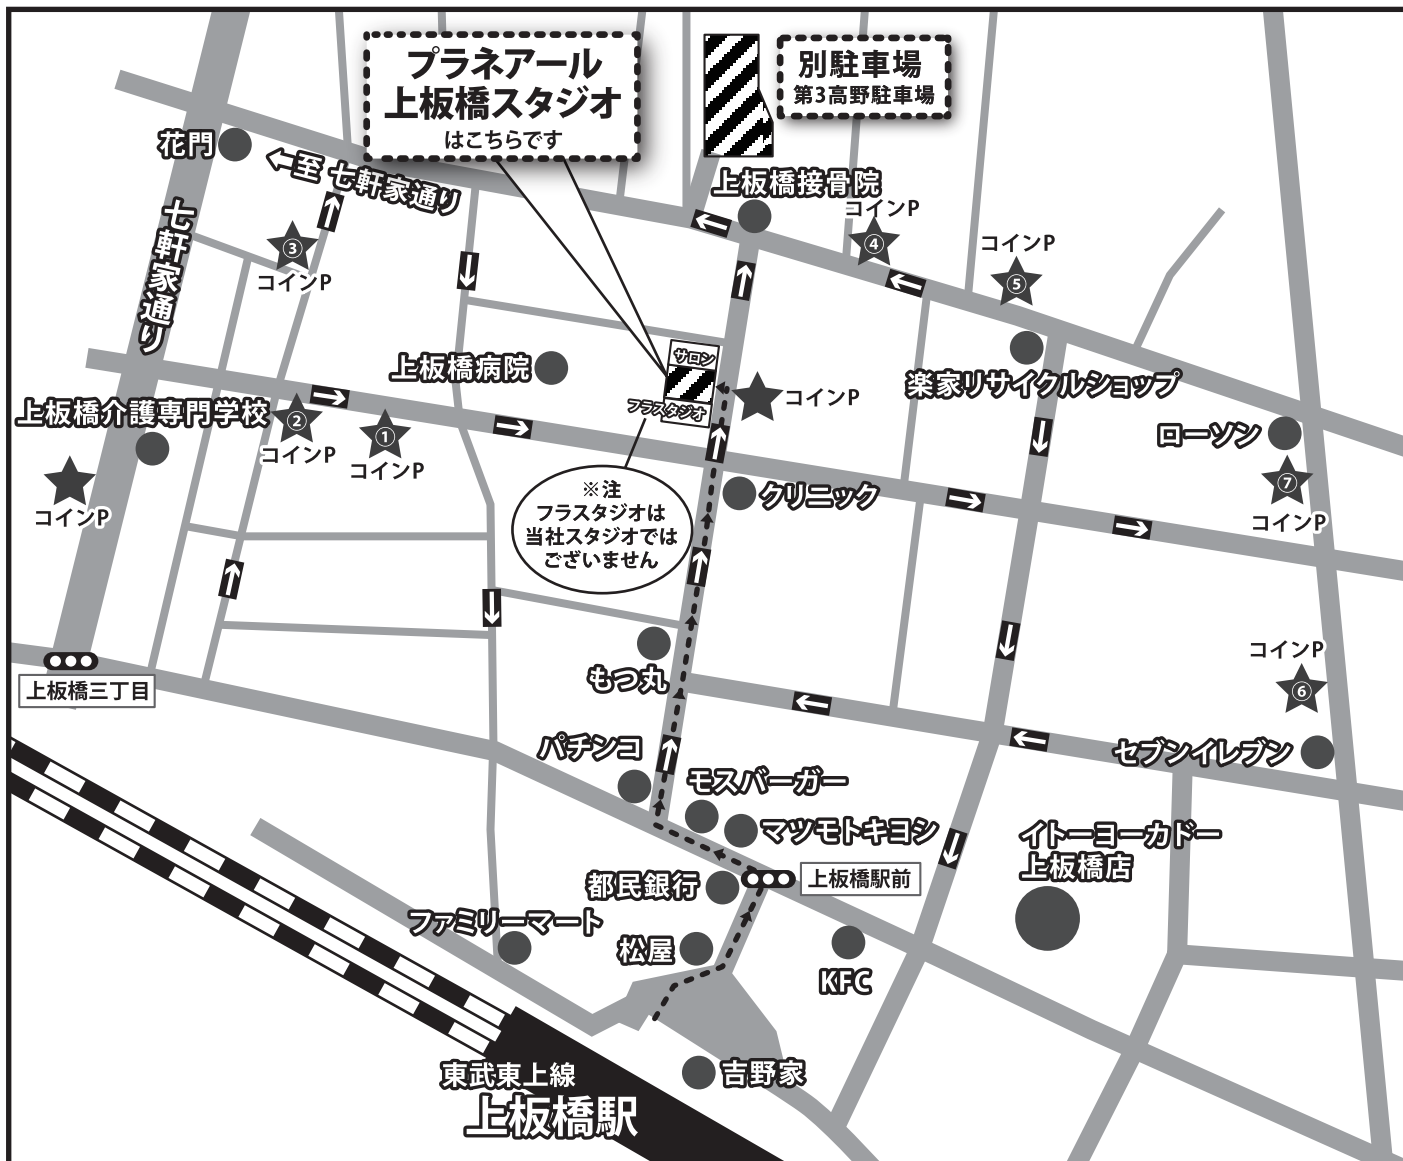 プラネアール
上板橋スタジオ
はこちらです
別駐車場
第3高野駐車場
花門
←至 七軒家通り
上板橋接骨院
コインP
④
コインP
⑤
③
コインP
七軒家通り
サロン
フラスタジオ
上板橋病院
コインP
楽家リサイクルショップ
上板橋介護専門学校
②
コインP
①
コインP
ローソン
⑦
コインP
コインP
※注
フラスタジオは
当社スタジオでは
ございません
クリニック
もつ丸
コインP
⑥
上板橋三丁目
パチンコ
モスバーガー
マツモトキヨシ
セブンイレブン
イトーヨーカドー
上板橋店
都民銀行
上板橋駅前
ファミリーマート
松屋
KFC
吉野家
東武東上線
上板橋駅